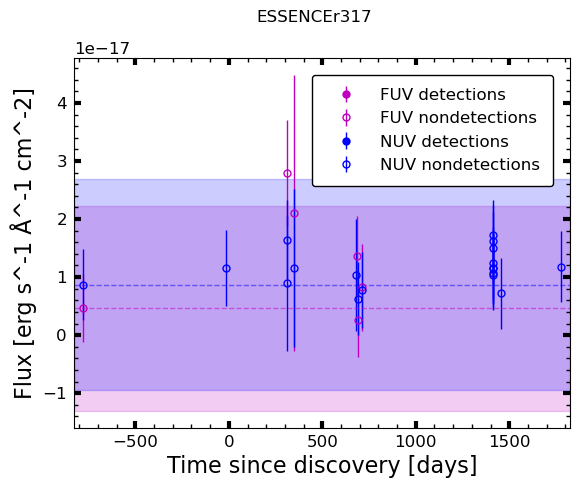 ESSENCEr317
1e−17
FUV detections
FUV nondetections
NUV detections
NUV nondetections
4
3
2
1
0
−1
−500
0
500
1000
1500
Flux [erg s^-1 Å^-1 cm^-2]
Time since discovery [days]